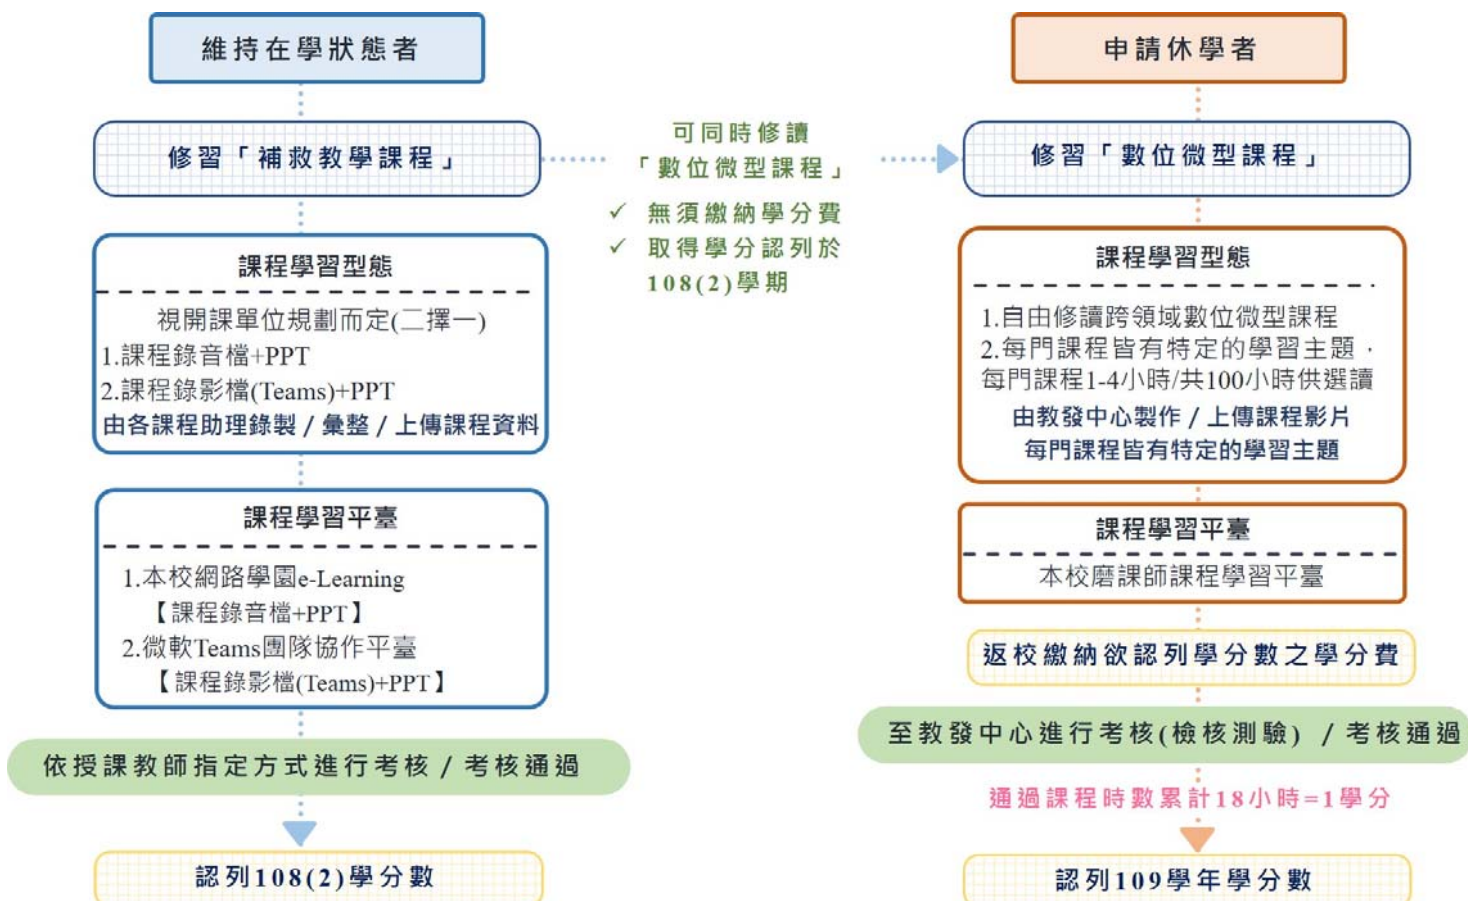 維持在學狀態者
修習「補救教學課程」
課程學習型態
視開課單位規劃而定(二擇一)
1.課程錄音檔+PPT
2.課程錄影檔(Teams)+PPT
由各課程助理錄製/彙整/上傳課程資料
課程學習平臺
1.本校網路學園e-Learning
【課程錄音檔+PPT】
2.微軟Teams團隊協作平臺
【課程錄影檔(Teams)+PPT】
依授課教師指定方式進行考核/考核通過
認列108(2)學分數
可同時修讀
「數位微型課程」
✓ 無須繳納學分費
✓ 取得學分認列於
108(2)學期
申請休學者
修習「數位微型課程」
課程學習型態
1.自由修讀跨領域數位微型課程
2.每門課程皆有特定的學習主題，
每門課程1-4小時/共100小時供選讀
由教發中心製作/上傳課程影片
每門課程皆有特定的學習主題
課程學習平臺
本校磨課師課程學習平臺
返校繳納欲認列學分數之學分費
至教發中心進行考核(檢核測驗) /考核通過
通過課程時數累計18小時=1學分
認列109學年學分數